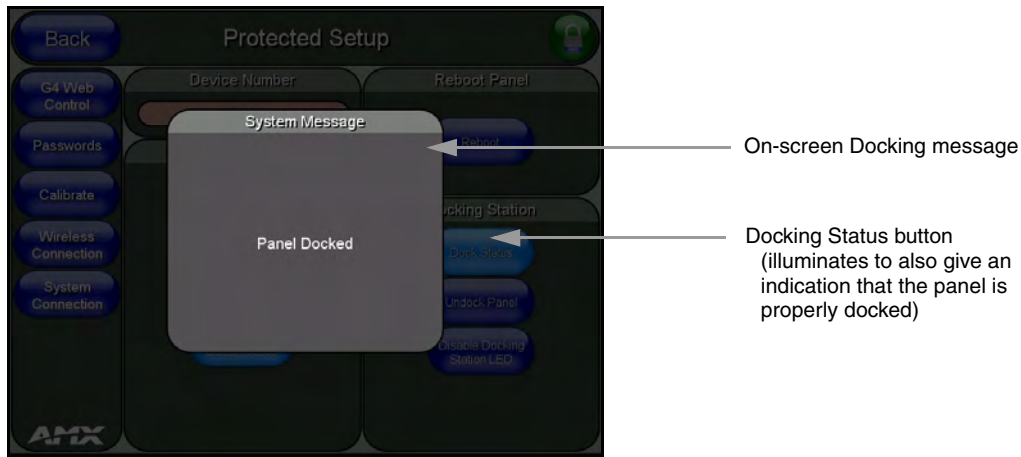 Back
Protected Setup
G4 Web
Control
Passwords
Calibrate
Wireless
Connection
System
Connection
Device Number
Reboot Panel
Reboot
System Message
Panel Docked
ocking Station
Dock Status
Undock Panel
Disable Docking
Station LED
AMX
On-screen Docking message
Docking Status button
(illuminates to also give an
indication that the panel is
properly docked)